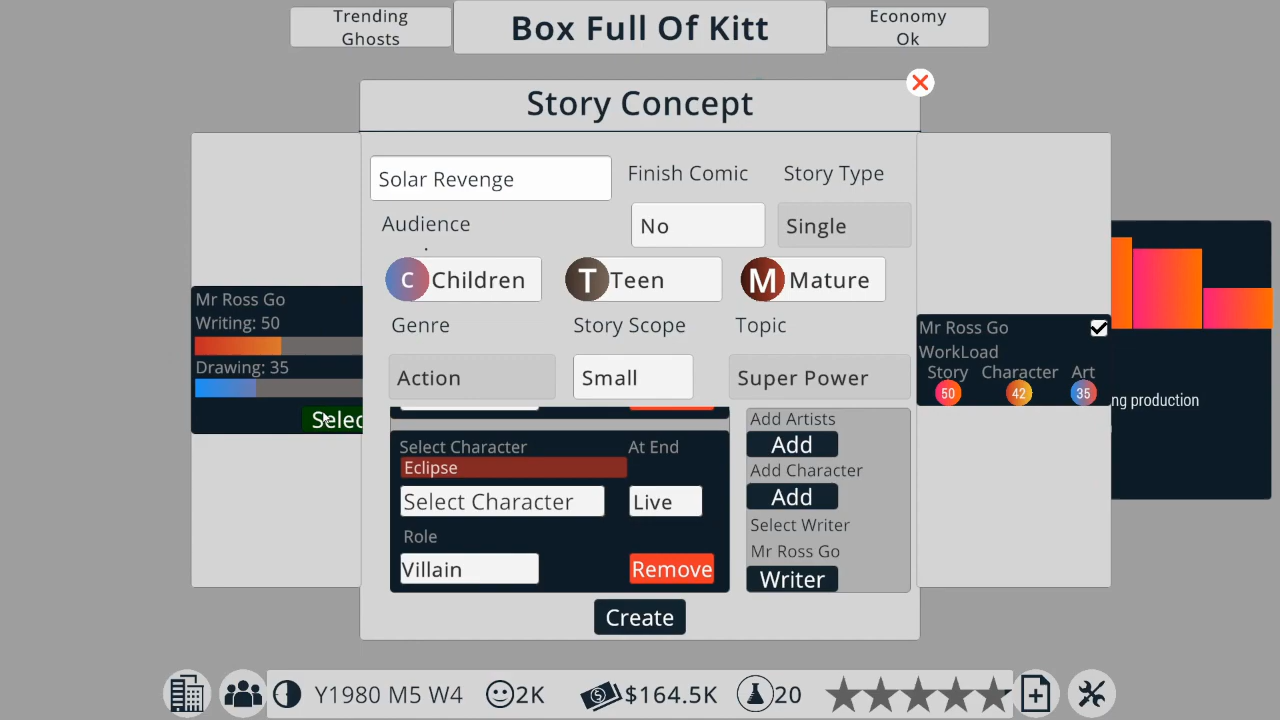 Trending
Ghosts
Box Full Of Kitt
Economy
Ok
Story Concept
Solar Revenge
Finish Comic
Story Type
Audience
No
Single
C Children
T Teen
M Mature
Genre
Story Scope
Topic
Action
Small
Super Power
Mr Ross Go
Writing: 50
Drawing: 35
Selec
Select Character
At End
Eclipse
Select Character
Live
Role
Villain
Remove
Add Artists
Add
Add Character
Add
Select Writer
Mr Ross Go
Writer
Create
Mr Ross Go
WorkLoad
Story Character Art
50 42 35
ng production
Y1980 M5 W4
2K
$164.5K
20